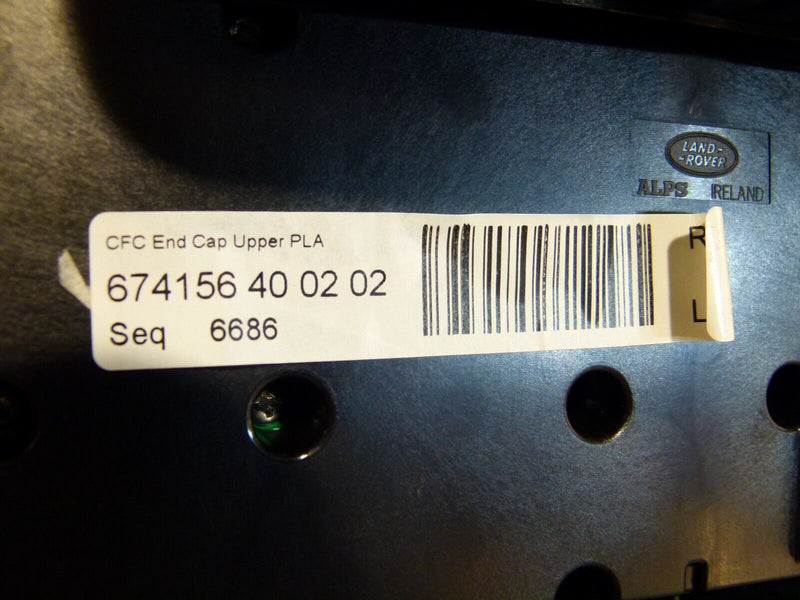 LAND-
-ROVER
ALPS IRELAND
CFC End Cap Upper PLA
674156 40 02 02
Seq 6686
R
L